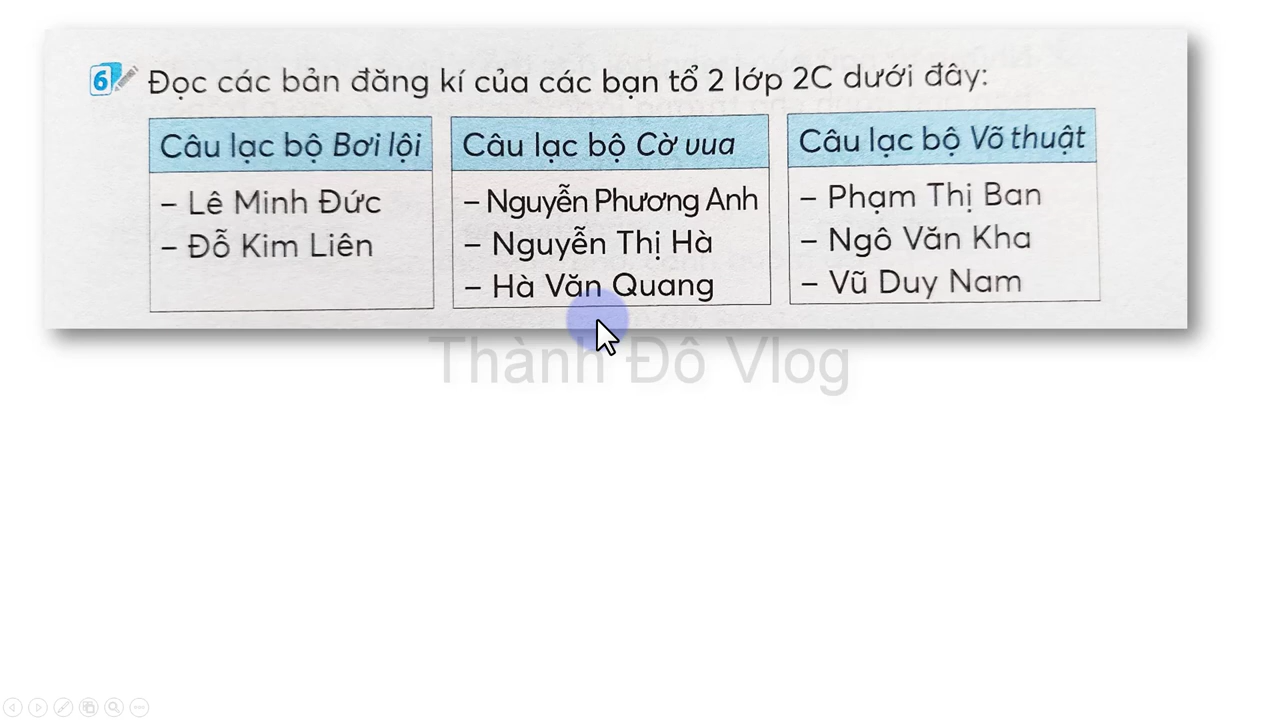 6 Đọc các bản đăng kí của các bạn tổ 2 lớp 2C dưới đây:
Câu lạc bộ Bơi lội
– Lê Minh Đức
– Đỗ Kim Liên
Câu lạc bộ Cờ vua
– Nguyễn Phương Anh
– Nguyễn Thị Hà
– Hà Văn Quang
Câu lạc bộ Võ thuật
– Phạm Thị Ban
– Ngô Văn Kha
– Vũ Duy Nam
Thành Đô Vlog